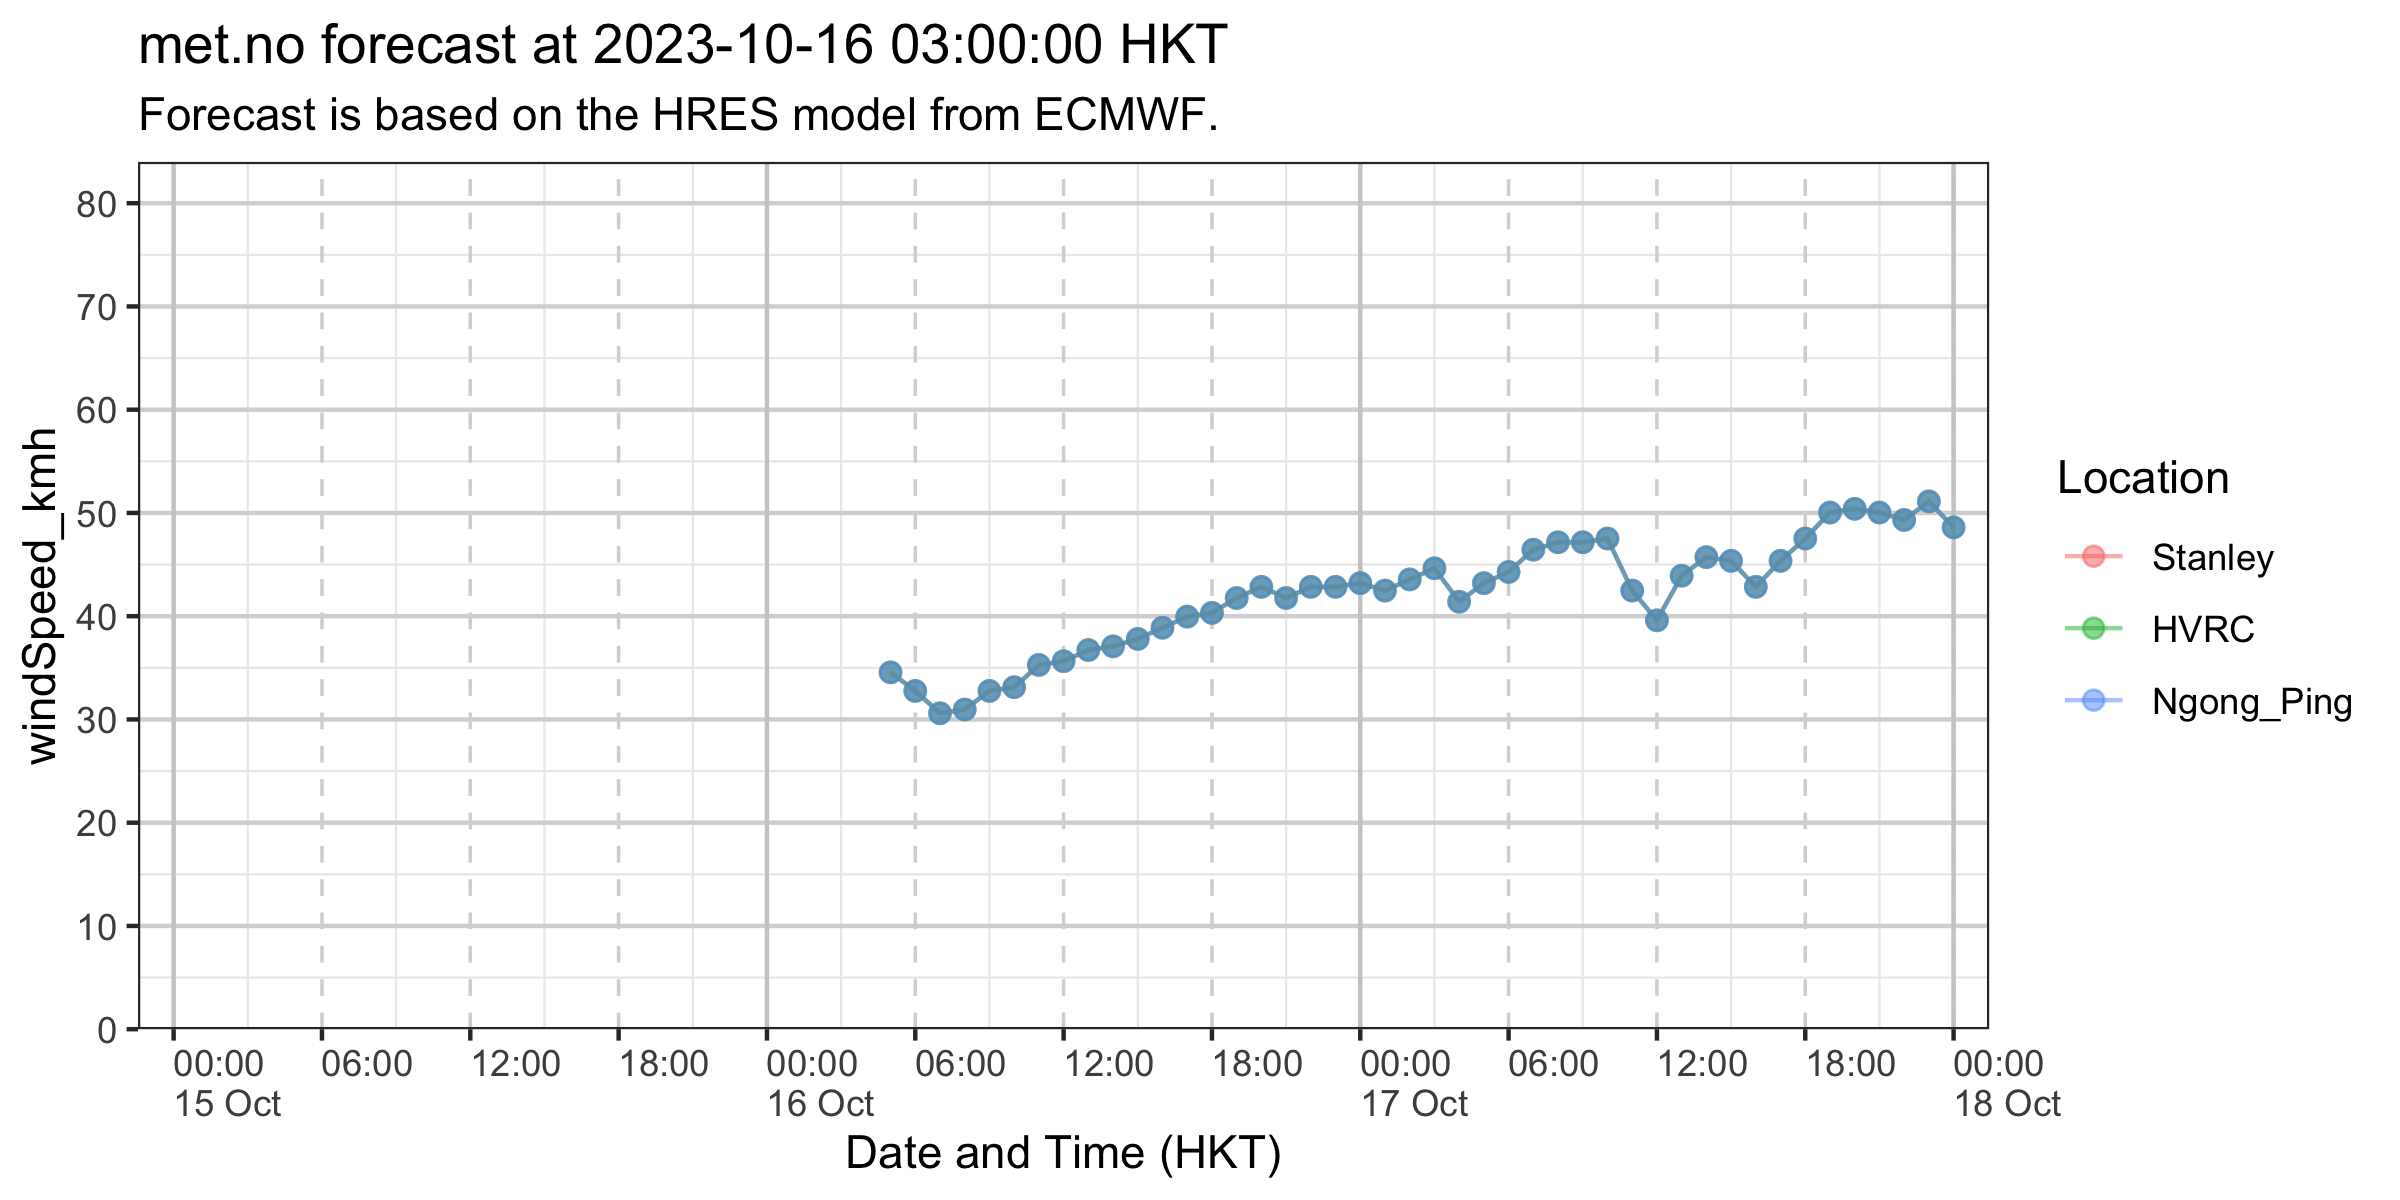 met.no forecast at 2023-10-16 03:00:00 HKT
Forecast is based on the HRES model from ECMWF.
windSpeed_kmh
80
70
60
50
40
30
20
10
0
00:00 06:00 12:00 18:00 00:00 06:00 12:00 18:00 00:00 06:00 12:00 18:00 00:00
15 Oct 16 Oct 17 Oct 18 Oct
Date and Time (HKT)
Location
Stanley
HVRC
Ngong_Ping